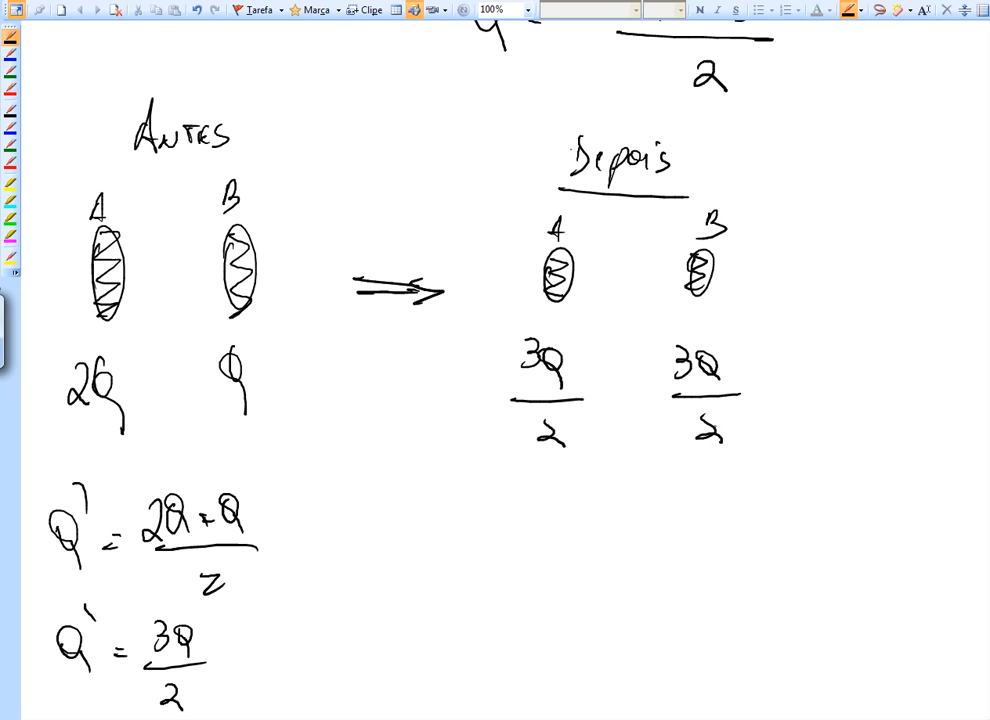 Tarefa Marca Clipe 100% N I S A
2
ANTES
Depois
A B
A B
2Q Q
3Q/2 3Q/2
Q' = 2Q + Q / 2
Q' = 3Q / 2